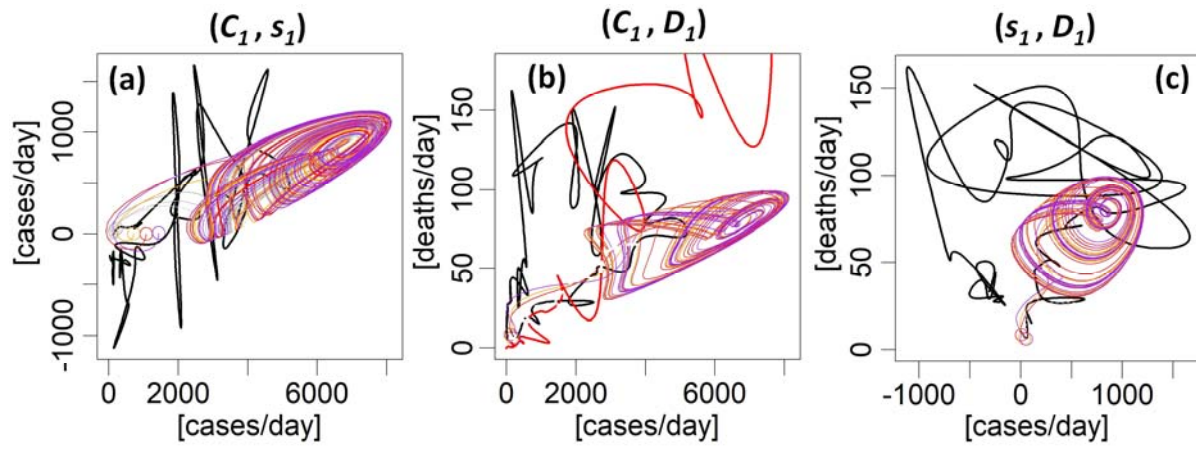 (C1, s1)
(C1, D1)
(s1, D1)
(a)
(b)
(c)
[cases/day]
-1000 0 1000
0 2000 6000
[cases/day]
[deaths/day]
0 50 100 150
0 2000 6000
[cases/day]
[deaths/day]
0 50 100 150
-1000 0 1000
[cases/day]